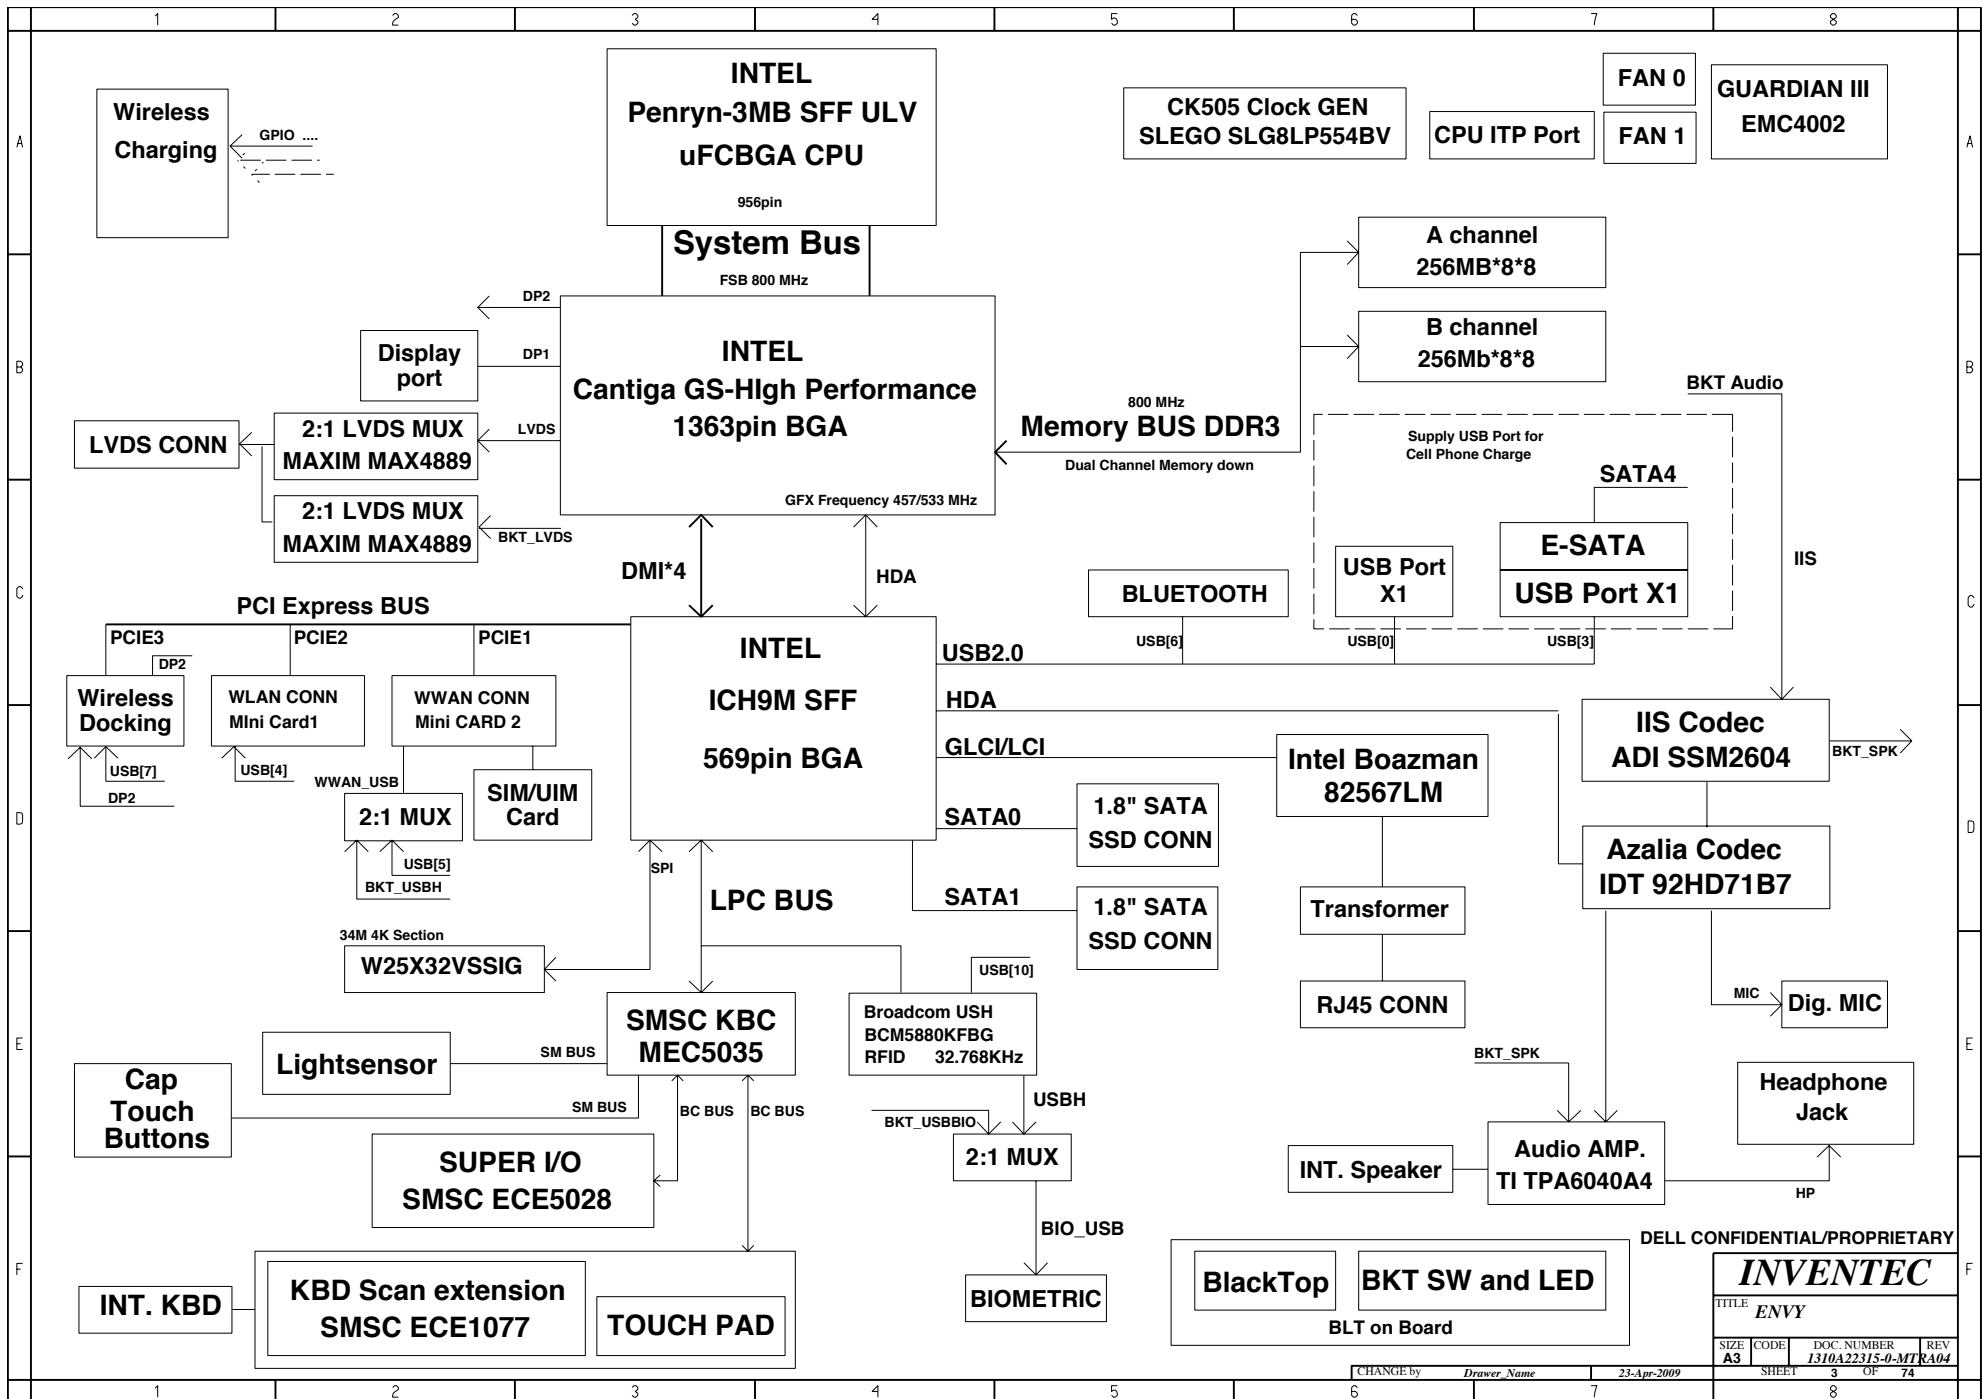 1 2 3 4 5 6 7 8
A
B
C
D
E
F
A
B
C
D
E
F
1 2 3 4 5 6 7 8
Wireless
Charging
GPIO ....
INTEL
Penryn-3MB SFF ULV
uFCBGA CPU
956pin
System Bus
FSB 800 MHz
CK505 Clock GEN
SLEGO SLG8LP554BV
CPU ITP Port
FAN 0
FAN 1
GUARDIAN III
EMC4002
A channel
256MB*8*8
B channel
256Mb*8*8
DP2
DP1
Display
port
INTEL
Cantiga GS-HIgh Performance
1363pin BGA
GFX Frequency 457/533 MHz
LVDS CONN
2:1 LVDS MUX
MAXIM MAX4889
LVDS
2:1 LVDS MUX
MAXIM MAX4889
BKT_LVDS
800 MHz
Memory BUS DDR3
Dual Channel Memory down
BKT Audio
Supply USB Port for
Cell Phone Charge
SATA4
E-SATA
USB Port X1
USB Port
X1
IIS
DMI*4
HDA
BLUETOOTH
USB[6]
USB[0]
USB[3]
PCI Express BUS
PCIE3
PCIE2
PCIE1
DP2
Wireless
Docking
USB[7]
DP2
WLAN CONN
MIni Card1
USB[4]
WWAN CONN
Mini CARD 2
WWAN_USB
2:1 MUX
USB[5]
BKT_USBH
SIM/UIM
Card
INTEL
ICH9M SFF
569pin BGA
USB2.0
HDA
GLCI/LCI
SATA0
SATA1
1.8" SATA
SSD CONN
1.8" SATA
SSD CONN
Intel Boazman
82567LM
Transformer
RJ45 CONN
IIS Codec
ADI SSM2604
BKT_SPK
Azalia Codec
IDT 92HD71B7
SPI
LPC BUS
34M 4K Section
W25X32VSSIG
USB[10]
Broadcom USH
BCM5880KFBG
RFID 32.768KHz
SMSC KBC
MEC5035
Lightsensor
SM BUS
Cap
Touch
Buttons
SM BUS
BC BUS
BC BUS
SUPER I/O
SMSC ECE5028
USBH
BKT_USBBIO
2:1 MUX
BIO_USB
BIOMETRIC
MIC
Dig. MIC
BKT_SPK
Headphone
Jack
Audio AMP.
TI TPA6040A4
INT. Speaker
HP
INT. KBD
KBD Scan extension
SMSC ECE1077
TOUCH PAD
BlackTop
BKT SW and LED
BLT on Board
DELL CONFIDENTIAL/PROPRIETARY
INVENTEC
TITLE
ENVY
SIZE CODE DOC. NUMBER REV
A3 1310A22315-0-MTRA04
CHANGE by Drawer_Name 23-Apr-2009 SHEET 3 OF 74